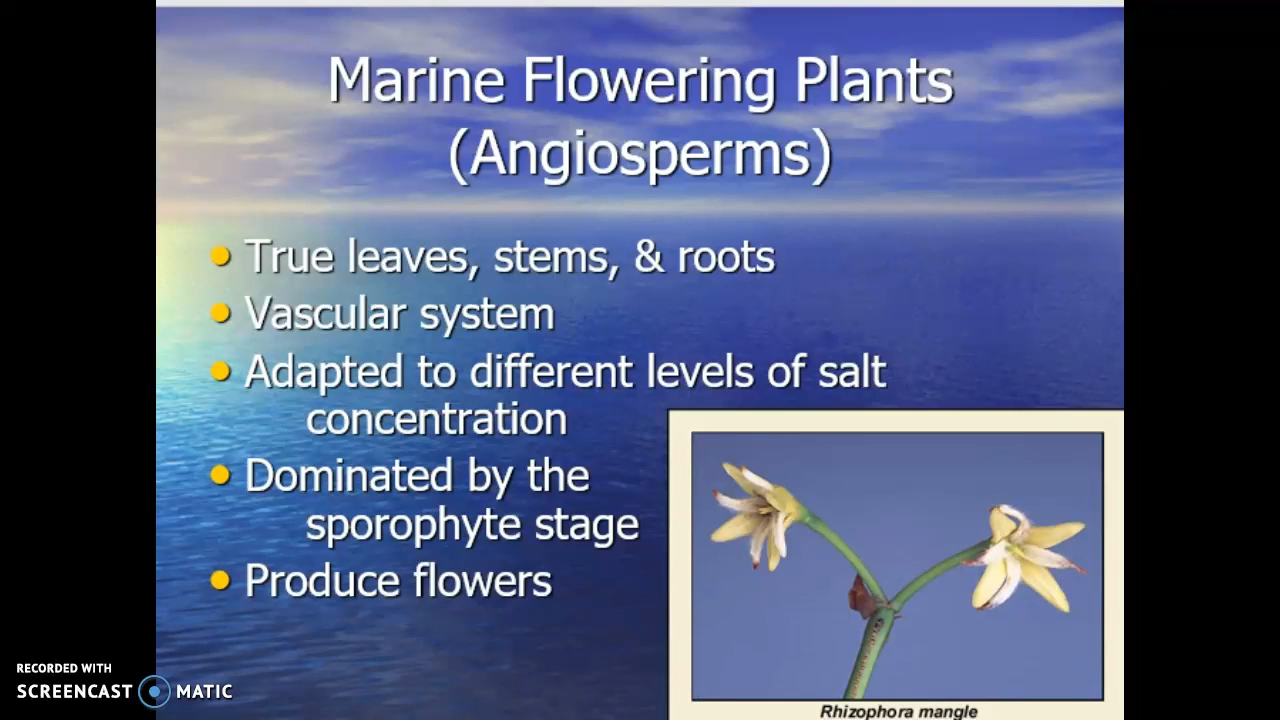 Marine Flowering Plants
(Angiosperms)
True leaves, stems, & roots
Vascular system
Adapted to different levels of salt
concentration
Dominated by the
sporophyte stage
Produce flowers
Rhizophora mangle
RECORDED WITH
SCREENCAST MATIC